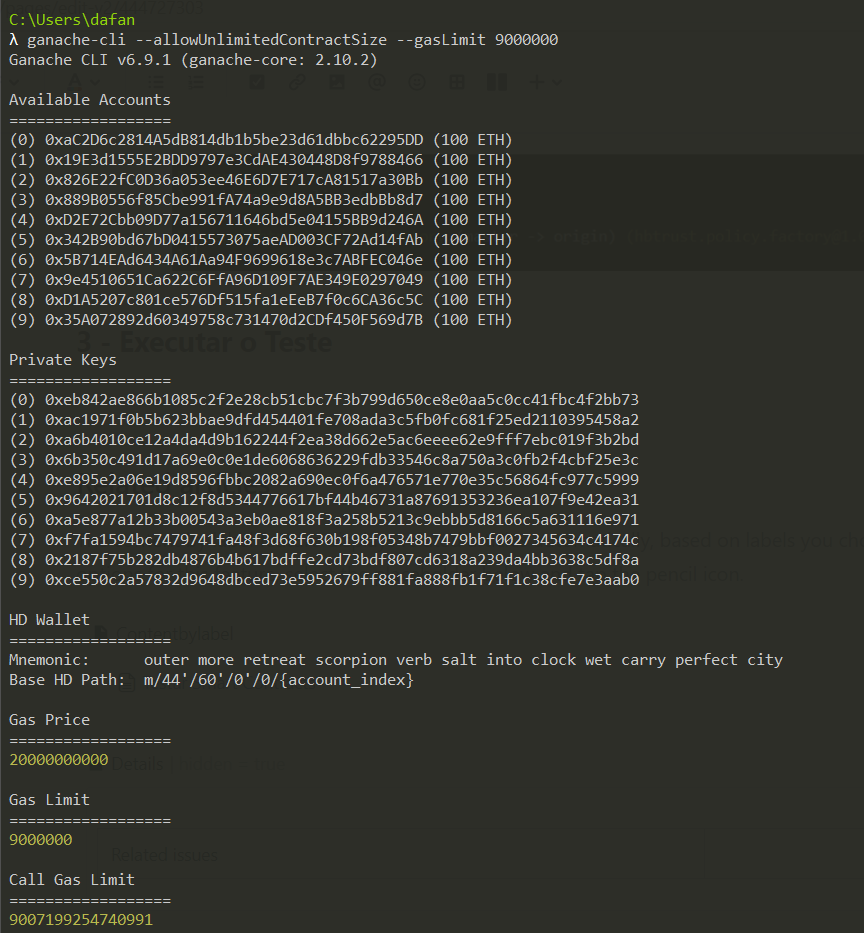 C:\Users\dafan
λ ganache-cli --allowUnlimitedContractSize --gasLimit 9000000
Ganache CLI v6.9.1 (ganache-core: 2.10.2)
Available Accounts
==================
(0) 0xaC2D6c2814A5dB814db1b5be23d61dbbc62295DD (100 ETH)
(1) 0x19E3d1555E2BDD9797e3CdAE430448D8f9788466 (100 ETH)
(2) 0x826E22fC0D36a053ee46E6D7E717cA81517a30Bb (100 ETH)
(3) 0x889B0556f85Cbe991fA74a9e9d8A5BB3edbBb8d7 (100 ETH)
(4) 0xD2E72Cbb09D77a156711646bd5e04155BB9d246A (100 ETH)
(5) 0x342B90bd67bD0415573075aeAD003CF72Ad14fAb (100 ETH)
(6) 0x5B714EAd6434A61Aa94F9699618e3c7ABFEC046e (100 ETH)
(7) 0x9e4510651Ca622C6FfA96D109F7AE349E0297049 (100 ETH)
(8) 0xD1A5207c801ce576Df515fa1eEeB7f0c6CA36c5C (100 ETH)
(9) 0x35A072892d60349758c731470d2CDf450F569d7B (100 ETH)
3 - Executar o Teste
Private Keys
==================
(0) 0xeb842ae866b1085c2f2e28cb51cbc7f3b799d650ce8e0aa5c0cc41fbc4f2bb73
(1) 0xac1971f0b5b623bbae9dfd454401fe708ada3c5fb0fc681f25ed2110395458a2
(2) 0xa6b4010ce12a4da4d9b162244f2ea38d662e5ac6eeee62e9fff7ebc019f3b2bd
(3) 0x6b350c491d17a69e0c0e1de6068636229fdb33546c8a750a3c0fb2f4cbf25e3c
(4) 0xe895e2a06e19d8596fbbc2082a690ec0f6a476571e770e35c56864fc977c5999
(5) 0x9642021701d8c12f8d5344776617bf44b46731a87691353236ea107f9e42ea31
(6) 0xa5e877a12b33b00543a3eb0ae818f3a258b5213c9ebbb5d8166c5a631116e971
(7) 0xf7fa1594bc7479741fa48f3d68f630b198f05348b7479bbf0027345634c4174c
(8) 0x2187f75b282db4876b4b617bdffe2cd73bdf807cd6318a239da4bb3638c5df8a
(9) 0xce550c2a57832d9648dbced73e5952679ff881fa888fb1f71f1c38cfe7e3aab0
HD Wallet
==================
Mnemonic: outer more retreat scorpion verb salt into clock wet carry perfect city
Base HD Path: m/44'/60'/0'/0/{account_index}
Gas Price
==================
20000000000
Details
Gas Limit
==================
9000000
Related issues
Call Gas Limit
==================
9007199254740991